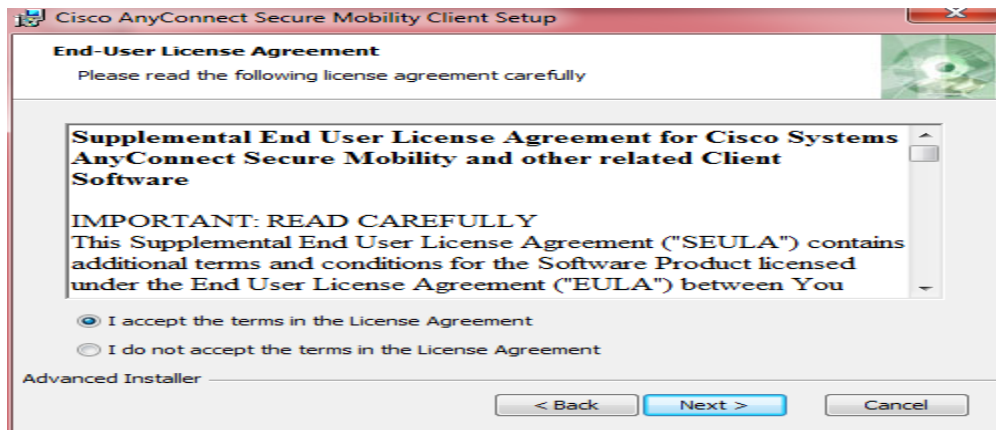 Cisco AnyConnect Secure Mobility Client Setup
End-User License Agreement
Please read the following license agreement carefully
Supplemental End User License Agreement for Cisco Systems
AnyConnect Secure Mobility and other related Client
Software
IMPORTANT: READ CAREFULLY
This Supplemental End User License Agreement ("SEULA") contains
additional terms and conditions for the Software Product licensed
under the End User License Agreement ("EULA") between You
I accept the terms in the License Agreement
I do not accept the terms in the License Agreement
Advanced Installer
< Back Next > Cancel